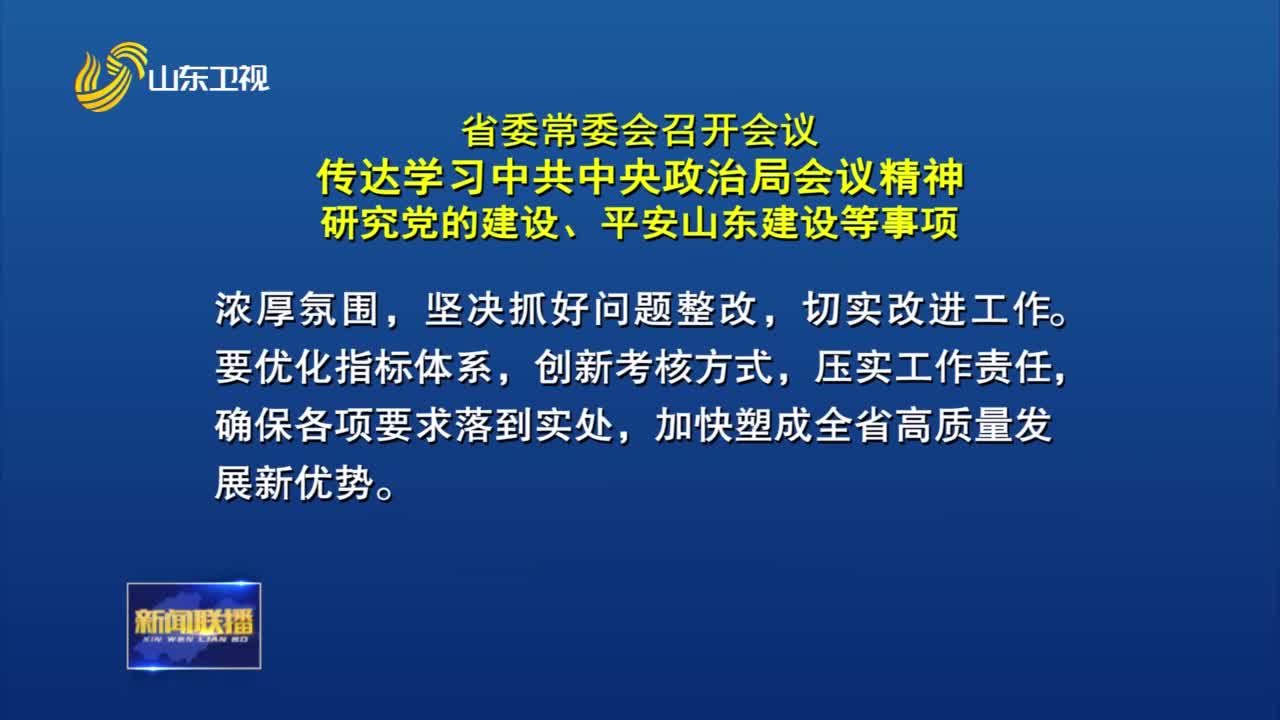 山东卫视
省委常委会召开会议
传达学习中共中央政治局会议精神
研究党的建设、平安山东建设等事项
浓厚氛围，坚决抓好问题整改，切实改进工作。
要优化指标体系，创新考核方式，压实工作责任，
确保各项要求落到实处，加快塑成全省高质量发
展新优势。
新闻联播
XIN WEN LIAN BO